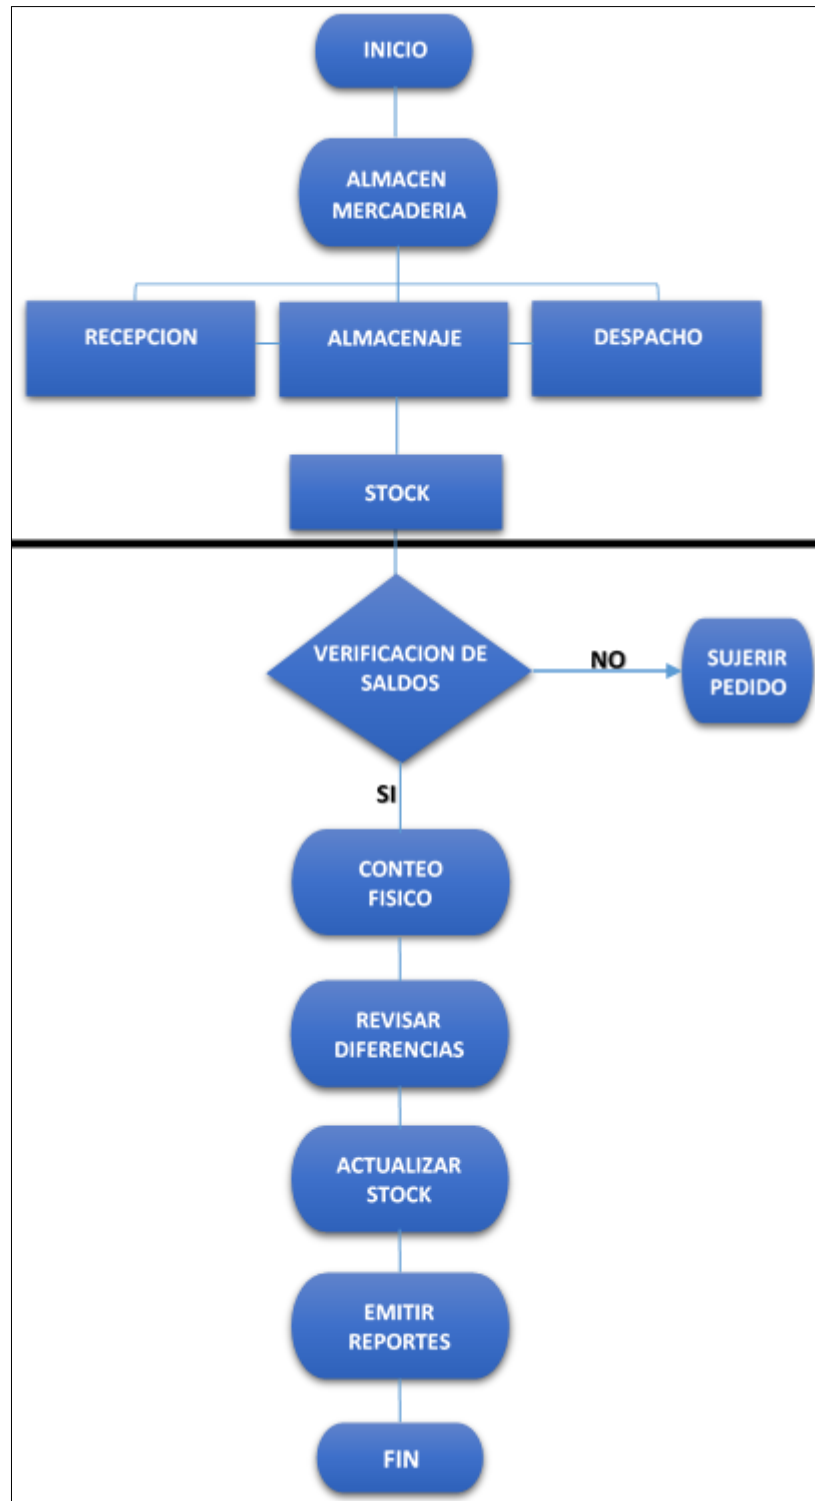 INICIO
ALMACEN
MERCADERIA
RECEPCION
ALMACENAJE
DESPACHO
STOCK
VERIFICACION DE
SALDOS
NO
SUJERIR
PEDIDO
SI
CONTEO
FISICO
REVISAR
DIFERENCIAS
ACTUALIZAR
STOCK
EMITIR
REPORTES
FIN